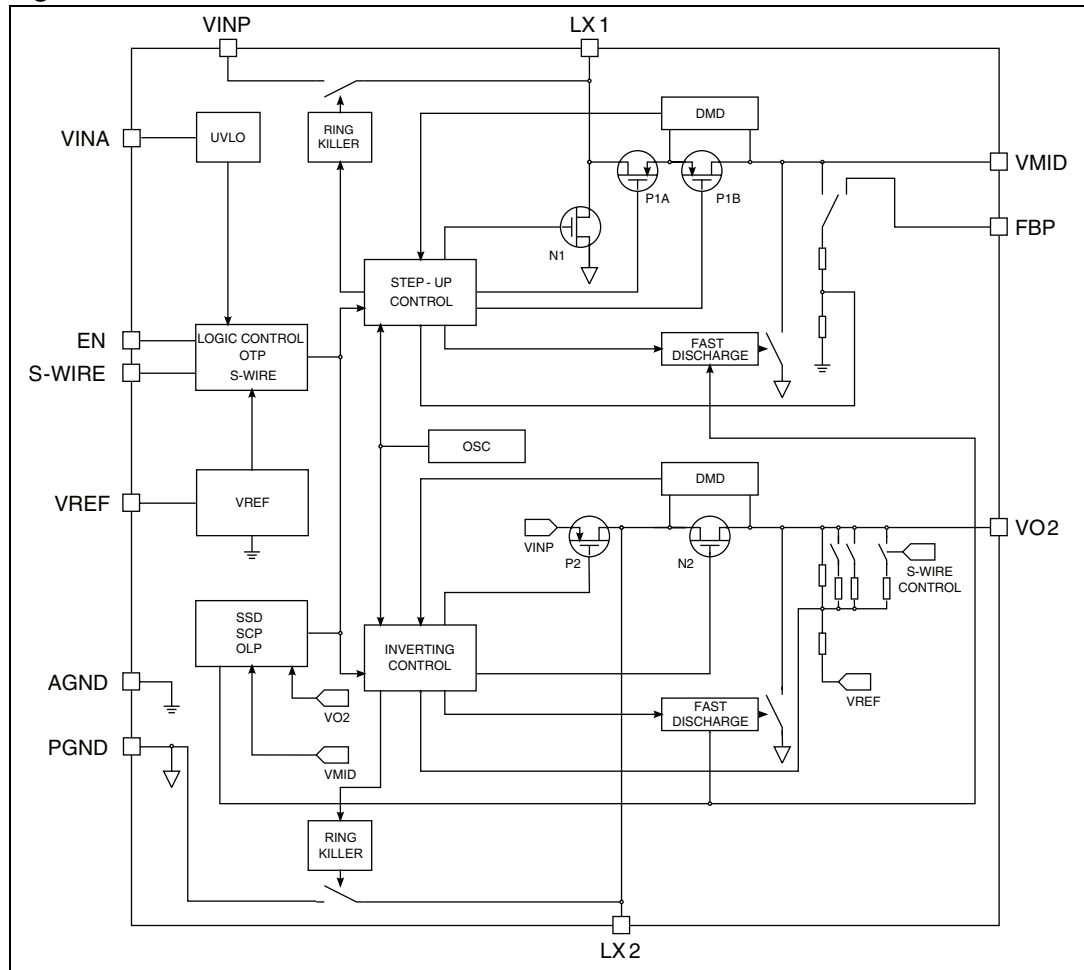 VINP
LX1
VINA
UVLO
RING
KILLER
DMD
VMID
P1A
P1B
FBP
N1
STEP - UP
CONTROL
EN
LOGIC CONTROL
OTP
S-WIRE
S-WIRE
FAST
DISCHARGE
OSC
VREF
VREF
DMD
VINP
VO2
P2
N2
S-WIRE
CONTROL
SSD
SCP
OLP
INVERTING
CONTROL
AGND
VO2
FAST
DISCHARGE
VREF
PGND
VMID
RING
KILLER
LX2